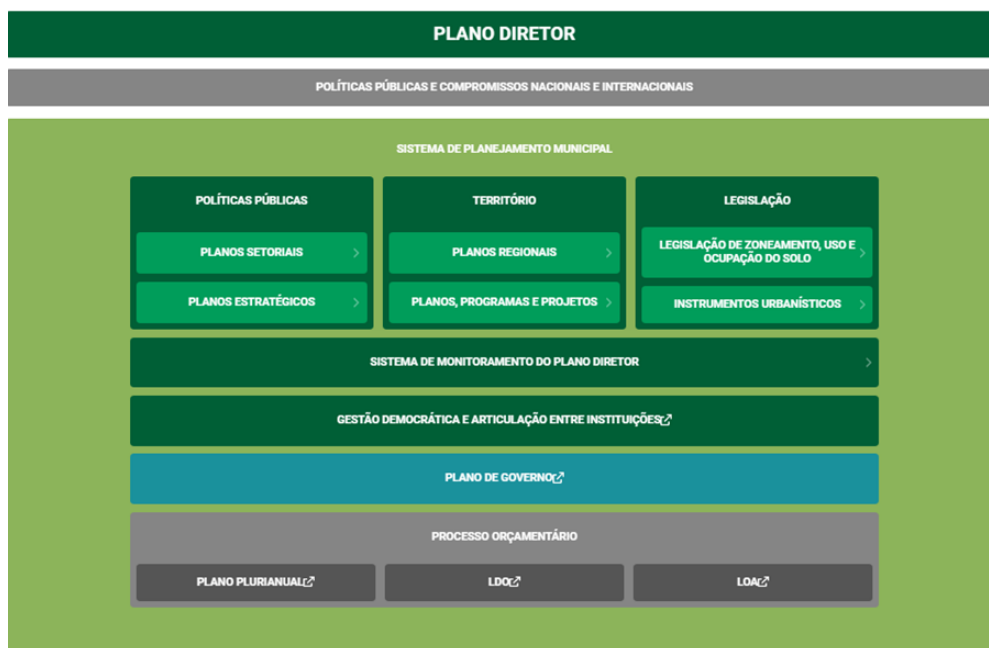 PLANO DIRETOR
POLÍTICAS PÚBLICAS E COMPROMISSOS NACIONAIS E INTERNACIONAIS
SISTEMA DE PLANEJAMENTO MUNICIPAL
POLÍTICAS PÚBLICAS
PLANOS SETORIAIS
PLANOS ESTRATÉGICOS
TERRITÓRIO
PLANOS REGIONAIS
PLANOS, PROGRAMAS E PROJETOS
LEGISLAÇÃO
LEGISLAÇÃO DE ZONEAMENTO, USO E
OCUPAÇÃO DO SOLO
INSTRUMENTOS URBANÍSTICOS
SISTEMA DE MONITORAMENTO DO PLANO DIRETOR
GESTÃO DEMOCRÁTICA E ARTICULAÇÃO ENTRE INSTITUIÇÕES
PLANO DE GOVERNO
PROCESSO ORÇAMENTÁRIO
PLANO PLURIANUAL
LDO
LOA